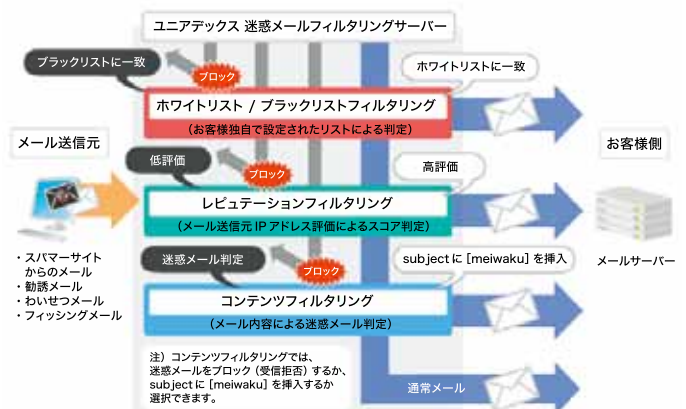 ユニアデックス 迷惑メールフィルタリングサーバー
ブラックリストに一致
ブロック
ホワイトリストに一致
ホワイトリスト / ブラックリストフィルタリング
（お客様独自で設定されたリストによる判定）
メール送信元
お客様側
低評価
ブロック
高評価
レピュテーションフィルタリング
（メール送信元IPアドレス評価によるスコア判定）
・スパマーサイト
からのメール
・勧誘メール
・わいせつメール
・フィッシングメール
メールサーバー
迷惑メール判定
ブロック
subjectに［meiwaku］を挿入
コンテンツフィルタリング
（メール内容による迷惑メール判定）
注）コンテンツフィルタリングでは、
迷惑メールをブロック（受信拒否）するか、
subjectに［meiwaku］を挿入するか
選択できます。
通常メール